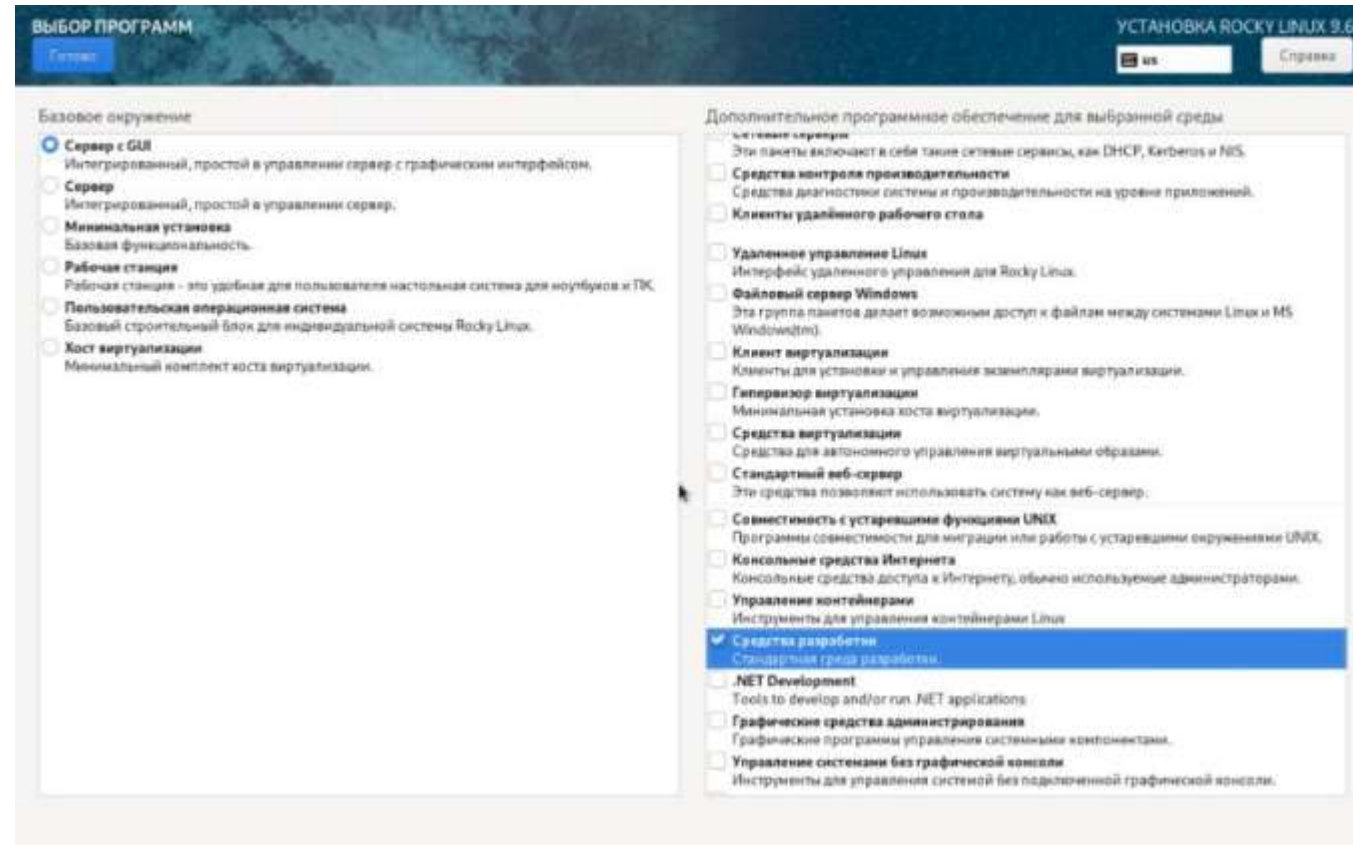 ВЫБОР ПРОГРАММ
Готово
УСТАНОВКА ROCKY LINUX 9.6
us
Справка
Базовое окружение
Сервер с GUI
Интегрированный, простой в управлении сервер с графическим интерфейсом.
Сервер
Интегрированный, простой в управлении сервер.
Минимальная установка
Базовая функциональность.
Рабочая станция
Рабочая станция - это удобная для пользователя настольная система для ноутбуков и ПК.
Пользовательская операционная система
Базовый строительный блок для индивидуальной системы Rocky Linux.
Хост виртуализации
Минимальный комплект хоста виртуализации.
Дополнительное программное обеспечение для выбранной среды
Сетевые серверы
Эти пакеты включают в себя такие сетевые сервисы, как DHCP, Kerberos и NIS.
Средства контроля производительности
Средства диагностики системы и производительности на уровне приложений.
Клиенты удалённого рабочего стола
Удаленное управление Linux
Интерфейс удаленного управления для Rocky Linux.
Файловый сервер Windows
Эта группа пакетов делает возможным доступ к файлам между системами Linux и MS
Windows(tm).
Клиент виртуализации
Клиенты для установки и управления экземплярами виртуализации.
Гипервизор виртуализации
Минимальная установка хоста виртуализации.
Средства виртуализации
Средства для автономного управления виртуальными образами.
Стандартный веб-сервер
Эти средства позволяют использовать систему как веб-сервер.
Совместимость с устаревшими функциями UNIX
Программы совместимости для миграции или работы с устаревшими окружениями UNIX.
Консольные средства Интернета
Консольные средства доступа к Интернету, обычно используемые администраторами.
Управление контейнерами
Инструменты для управления контейнерами Linux
Средства разработки
Стандартная среда разработки.
.NET Development
Tools to develop and/or run .NET applications
Графические средства администрирования
Графические программы управления системными компонентами.
Управление системами без графической консоли
Инструменты для управления системой без подключенной графической консоли.